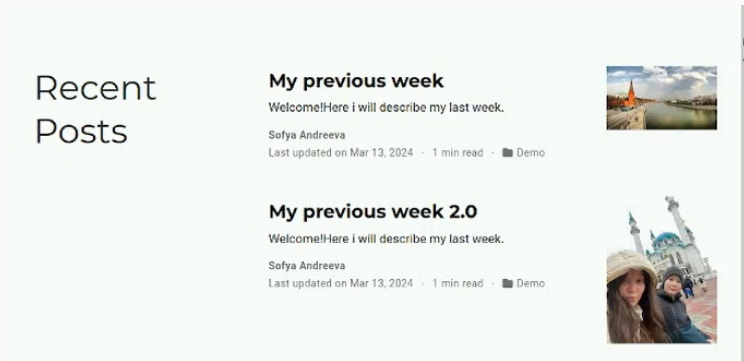 Recent
Posts
My previous week
Welcome!Here i will describe my last week.
Sofya Andreeva
Last updated on Mar 13, 2024 · 1 min read · Demo
My previous week 2.0
Welcome!Here i will describe my last week.
Sofya Andreeva
Last updated on Mar 13, 2024 · 1 min read · Demo